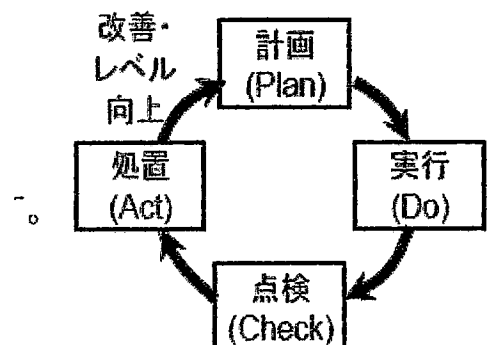 改善・
レベル
向上
計画
(Plan)
処置
(Act)
実行
(Do)
。
点検
(Check)